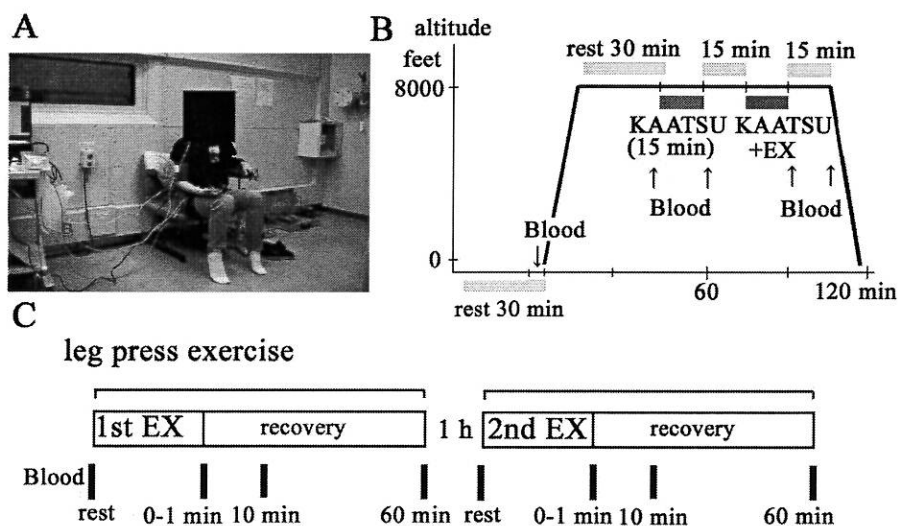 A
B
altitude
feet
rest 30 min
15 min
15 min
8000
KAATSU
(15 min)
KAATSU
+EX
Blood
Blood
Blood
0
60
120 min
rest 30 min
C
leg press exercise
1st EX
recovery
1 h
2nd EX
recovery
Blood
rest
0-1 min
10 min
60 min
rest
0-1 min
10 min
60 min